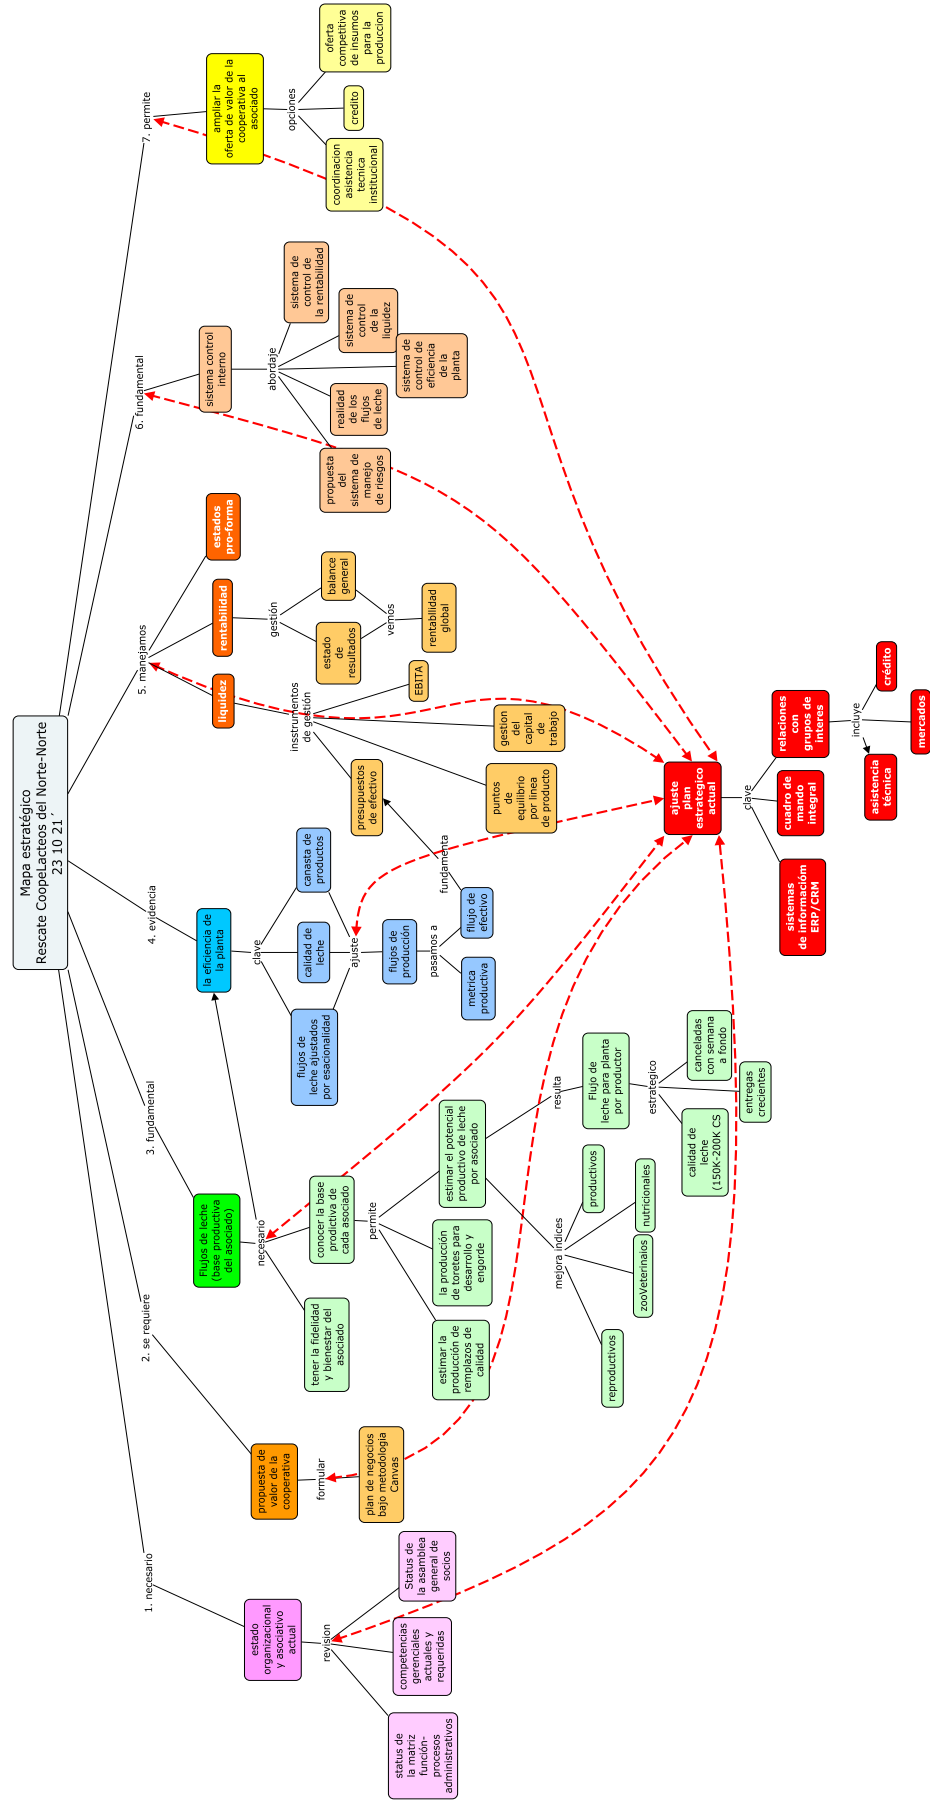 Mapa estratégico
Rescate CoopeLacteos del Norte-Norte
23 10 21´
1. necesario
estado
organizacional
y asociativo
actual
revision
status de
la matriz
función-
procesos
administrativos
competencias
gerenciales
actuales y
requeridas
Status de
la asamblea
general de
socios
2. se requiere
propuesta de
valor de la
cooperativa
formular
plan de negocios
bajo metodologia
Canvas
3. fundamental
Flujos de leche
(base productiva
del asociado)
necesario
tener la fidelidad
y bienestar del
asociado
conocer la base
prodictiva de
cada asociado
permite
estimar la
producción de
remplazos de
calidad
la producción
de toretes para
desarrollo y
engorde
estimar el potencial
productivo de leche
por asociado
mejora indices
reproductivos
zooVeterinaios
nutricionales
productivos
resulta
Flujo de
leche para planta
por productor
estrategico
calidad de
leche
(150K-200K CS
entregas
crecientes
canceladas
con semana
a fondo
4. evidencia
la eficiencia de
la planta
clave
flujos de
leche ajustados
por esacionalidad
calidad de
leche
canasta de
productos
ajuste
flujos de
producción
pasamos a
metrica
productiva
flujo de
efectivo
fundamenta
5. manejamos
liquidez
rentabilidad
estados
pro-forma
insstrumentos
de gestión
presupuestos
de efectivo
puntos
de
equilibrio
por linea
de producto
gestion
del
capital
de
trabajo
EBITA
gestión
estado
de
resultados
balance
general
vemos
rentabilidad
global
6. fundamental
sistema control
interno
abordaje
propuesta
del
sistema de
manejo
de riesgos
realidad
de los
flujos
de leche
sistema de
control de
eficiencia
de la
planta
sistema de
control
de la
liquidez
sistema de
control de
la rentabilidad
7. permite
ampliar la
oferta de valor de la
cooperativa al
asociado
opciones
coordinacion
asistencia
tecnica
institucional
credito
oferta
competitiva
de insumos
para la
produccion
ajuste
plan
estrategico
actual
clave
sistemas
de informacíón
ERP/CRM
cuadro de
mando
integral
relaciones
con
grupos de
interes
incluye
asistencia
técnica
mercados
crédito